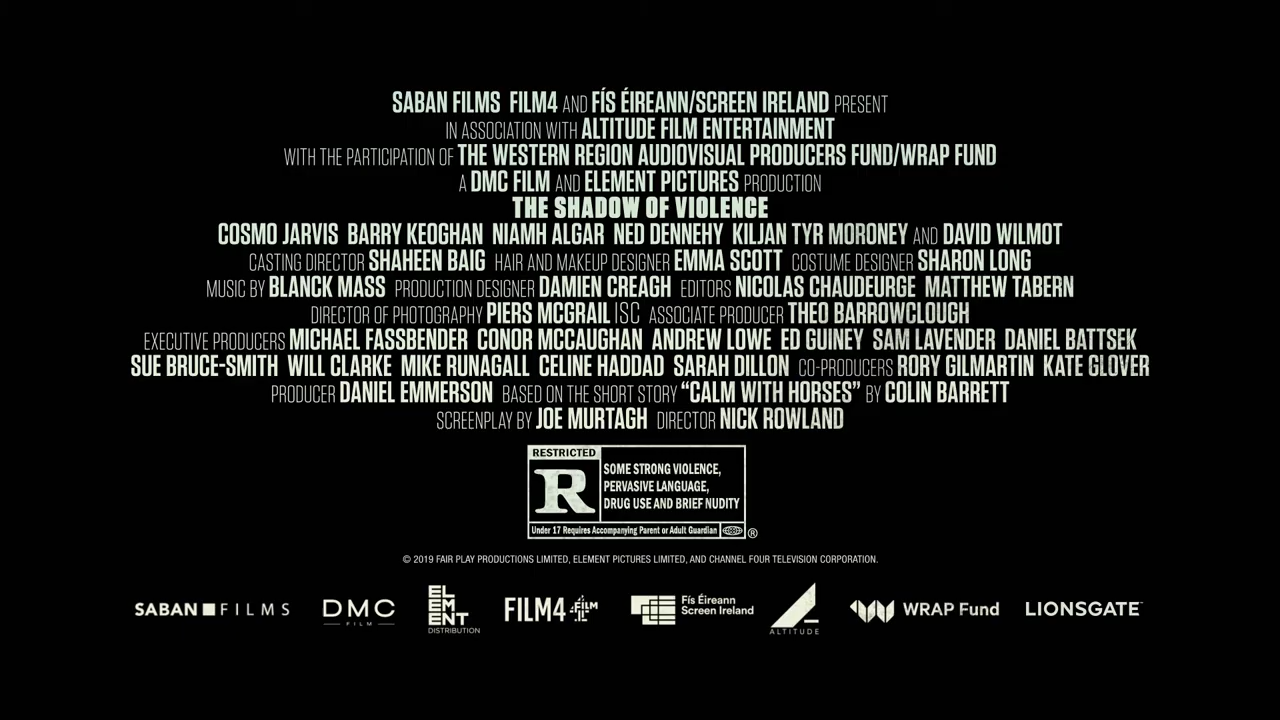 SABAN FILMS FILM4 AND FÍS ÉIREANN/SCREEN IRELAND PRESENT
IN ASSOCIATION WITH ALTITUDE FILM ENTERTAINMENT
WITH THE PARTICIPATION OF THE WESTERN REGION AUDIOVISUAL PRODUCERS FUND/WRAP FUND
A DMC FILM AND ELEMENT PICTURES PRODUCTION
THE SHADOW OF VIOLENCE
COSMO JARVIS BARRY KEOGHAN NIAMH ALGAR NED DENNEHY KILJAN TYR MORONEY AND DAVID WILMOT
CASTING DIRECTOR SHAHEEN BAIG HAIR AND MAKEUP DESIGNER EMMA SCOTT COSTUME DESIGNER SHARON LONG
MUSIC BY BLANCK MASS PRODUCTION DESIGNER DAMIEN CREAGH EDITORS NICOLAS CHAUDEURGE MATTHEW TABERN
DIRECTOR OF PHOTOGRAPHY PIERS MCGRAIL ISC ASSOCIATE PRODUCER THEO BARROWCLOUGH
EXECUTIVE PRODUCERS MICHAEL FASSBENDER CONOR MCCAUGHAN ANDREW LOWE ED GUINEY SAM LAVENDER DANIEL BATTSEK
SUE BRUCE-SMITH WILL CLARKE MIKE RUNAGALL CELINE HADDAD SARAH DILLON CO-PRODUCERS RORY GILMARTIN KATE GLOVER
PRODUCER DANIEL EMMERSON BASED ON THE SHORT STORY “CALM WITH HORSES” BY COLIN BARRETT
SCREENPLAY BY JOE MURTAGH DIRECTOR NICK ROWLAND
RESTRICTED
R
SOME STRONG VIOLENCE,
PERVASIVE LANGUAGE,
DRUG USE AND BRIEF NUDITY
Under 17 Requires Accompanying Parent or Adult Guardian ®
© 2019 FAIR PLAY PRODUCTIONS LIMITED, ELEMENT PICTURES LIMITED, AND CHANNEL FOUR TELEVISION CORPORATION.
SABAN FILMS
DMC
FILM
ELEMENT
DISTRIBUTION
FILM4 FILM
Fís Éireann
Screen Ireland
ALTITUDE
WRAP Fund
LIONSGATE